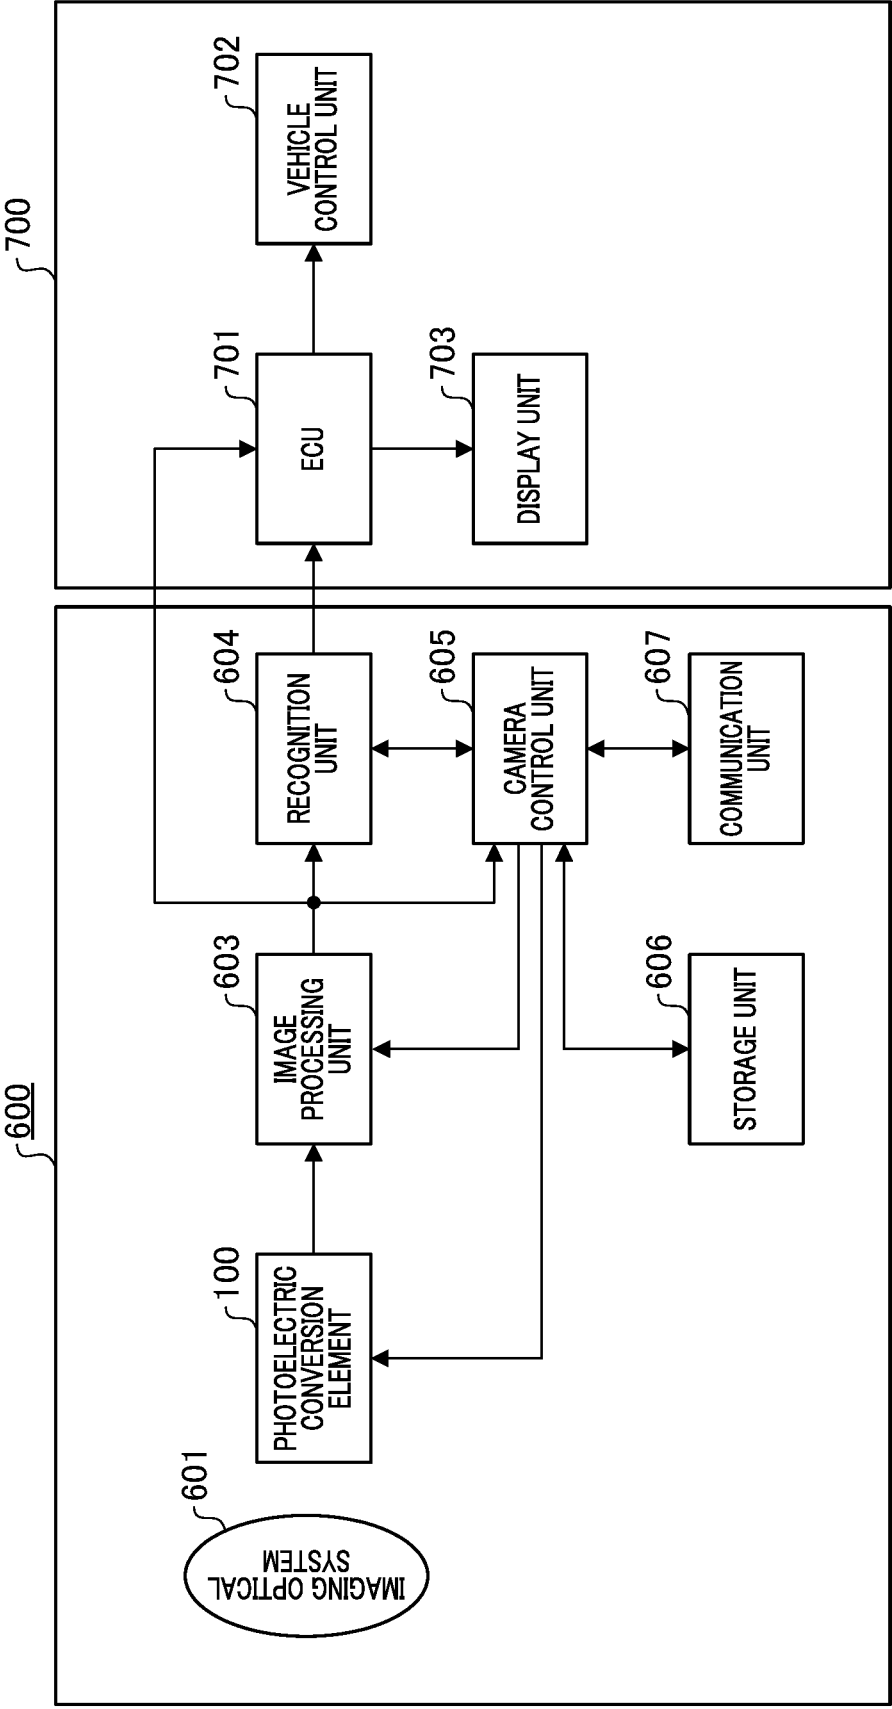 600
700
601
IMAGING OPTICAL
SYSTEM
100
PHOTOELECTRIC
CONVERSION
ELEMENT
603
IMAGE
PROCESSING
UNIT
604
RECOGNITION
UNIT
701
ECU
702
VEHICLE
CONTROL UNIT
605
CAMERA
CONTROL UNIT
703
DISPLAY UNIT
606
STORAGE UNIT
607
COMMUNICATION
UNIT